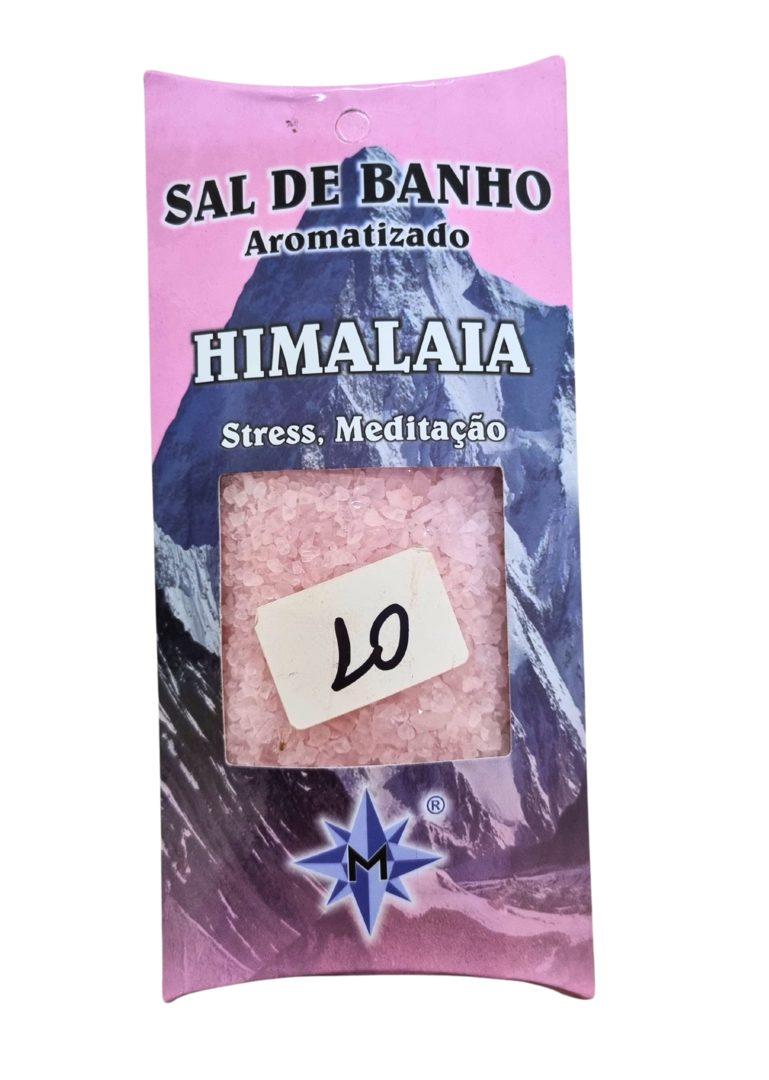 SAL DE BANHO
Aromatizado
HIMALAIA
Stress, Meditação
LO
®
M